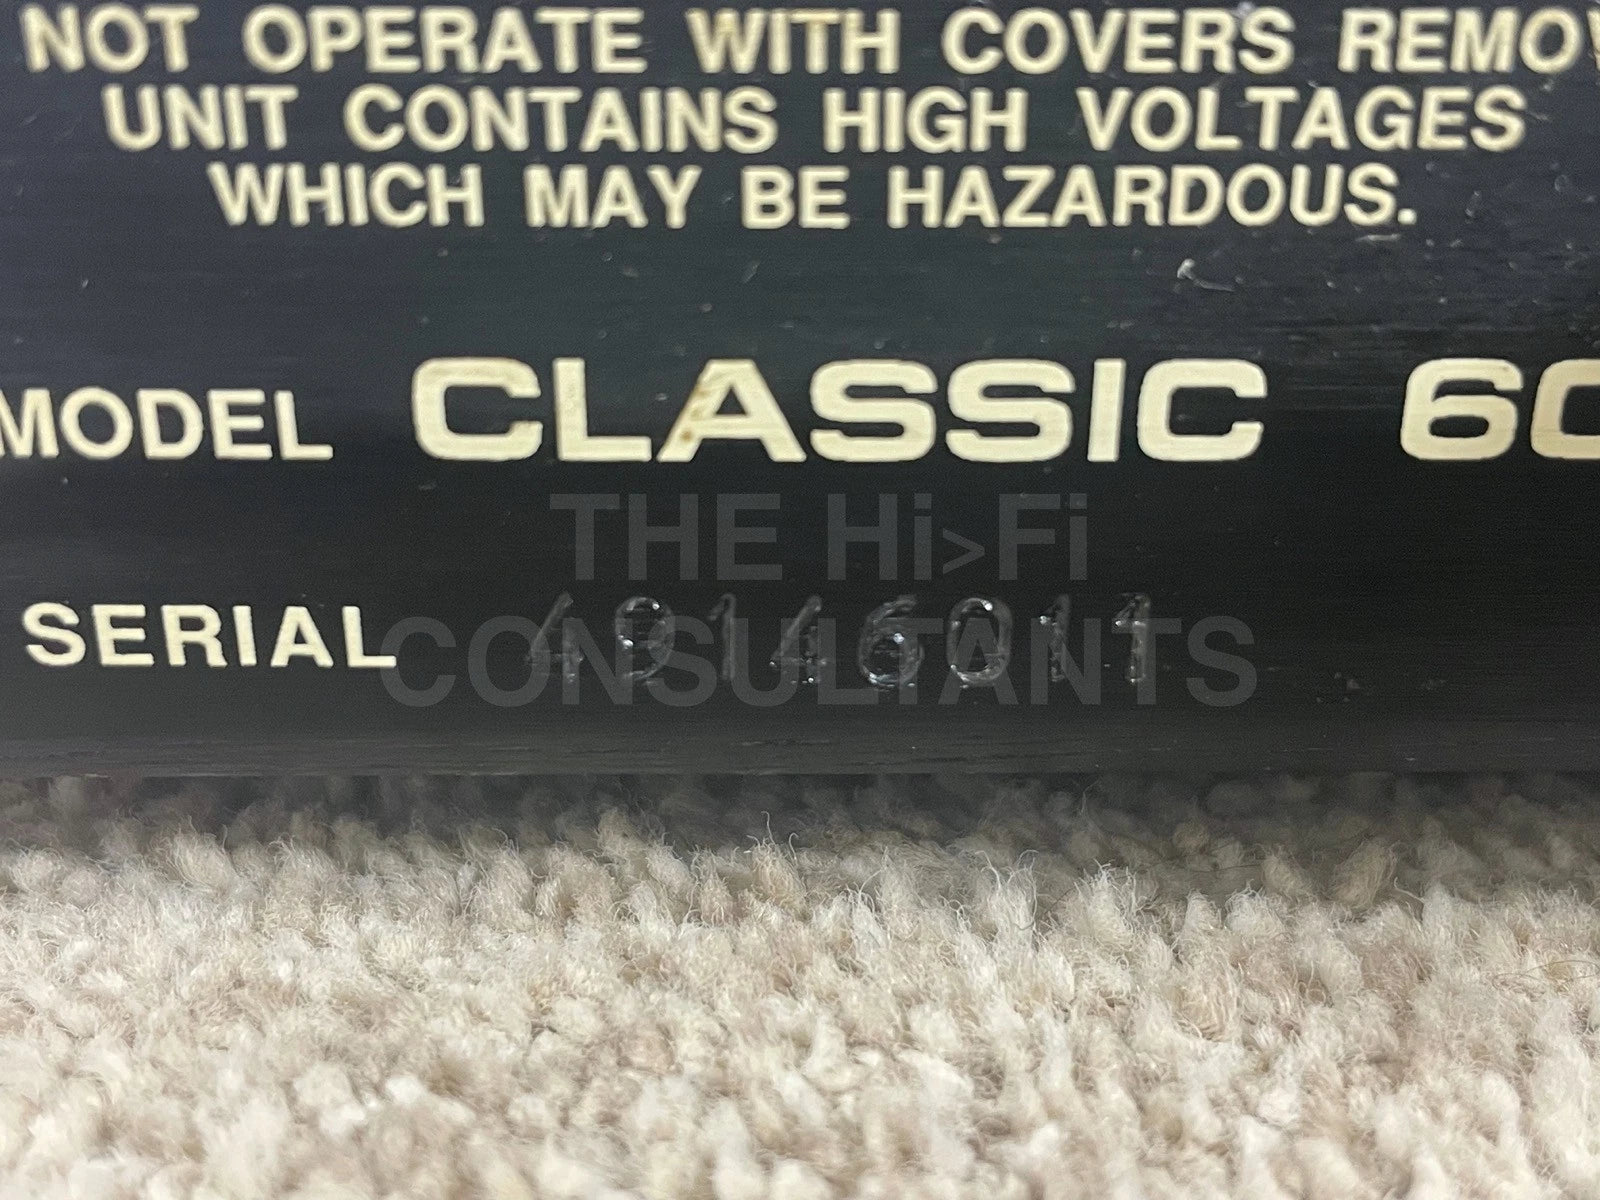 NOT OPERATE WITH COVERS REMOV
UNIT CONTAINS HIGH VOLTAGES
WHICH MAY BE HAZARDOUS.
MODEL CLASSIC 60
THE Hi>Fi
CONSULTANTS
SERIAL 49146011